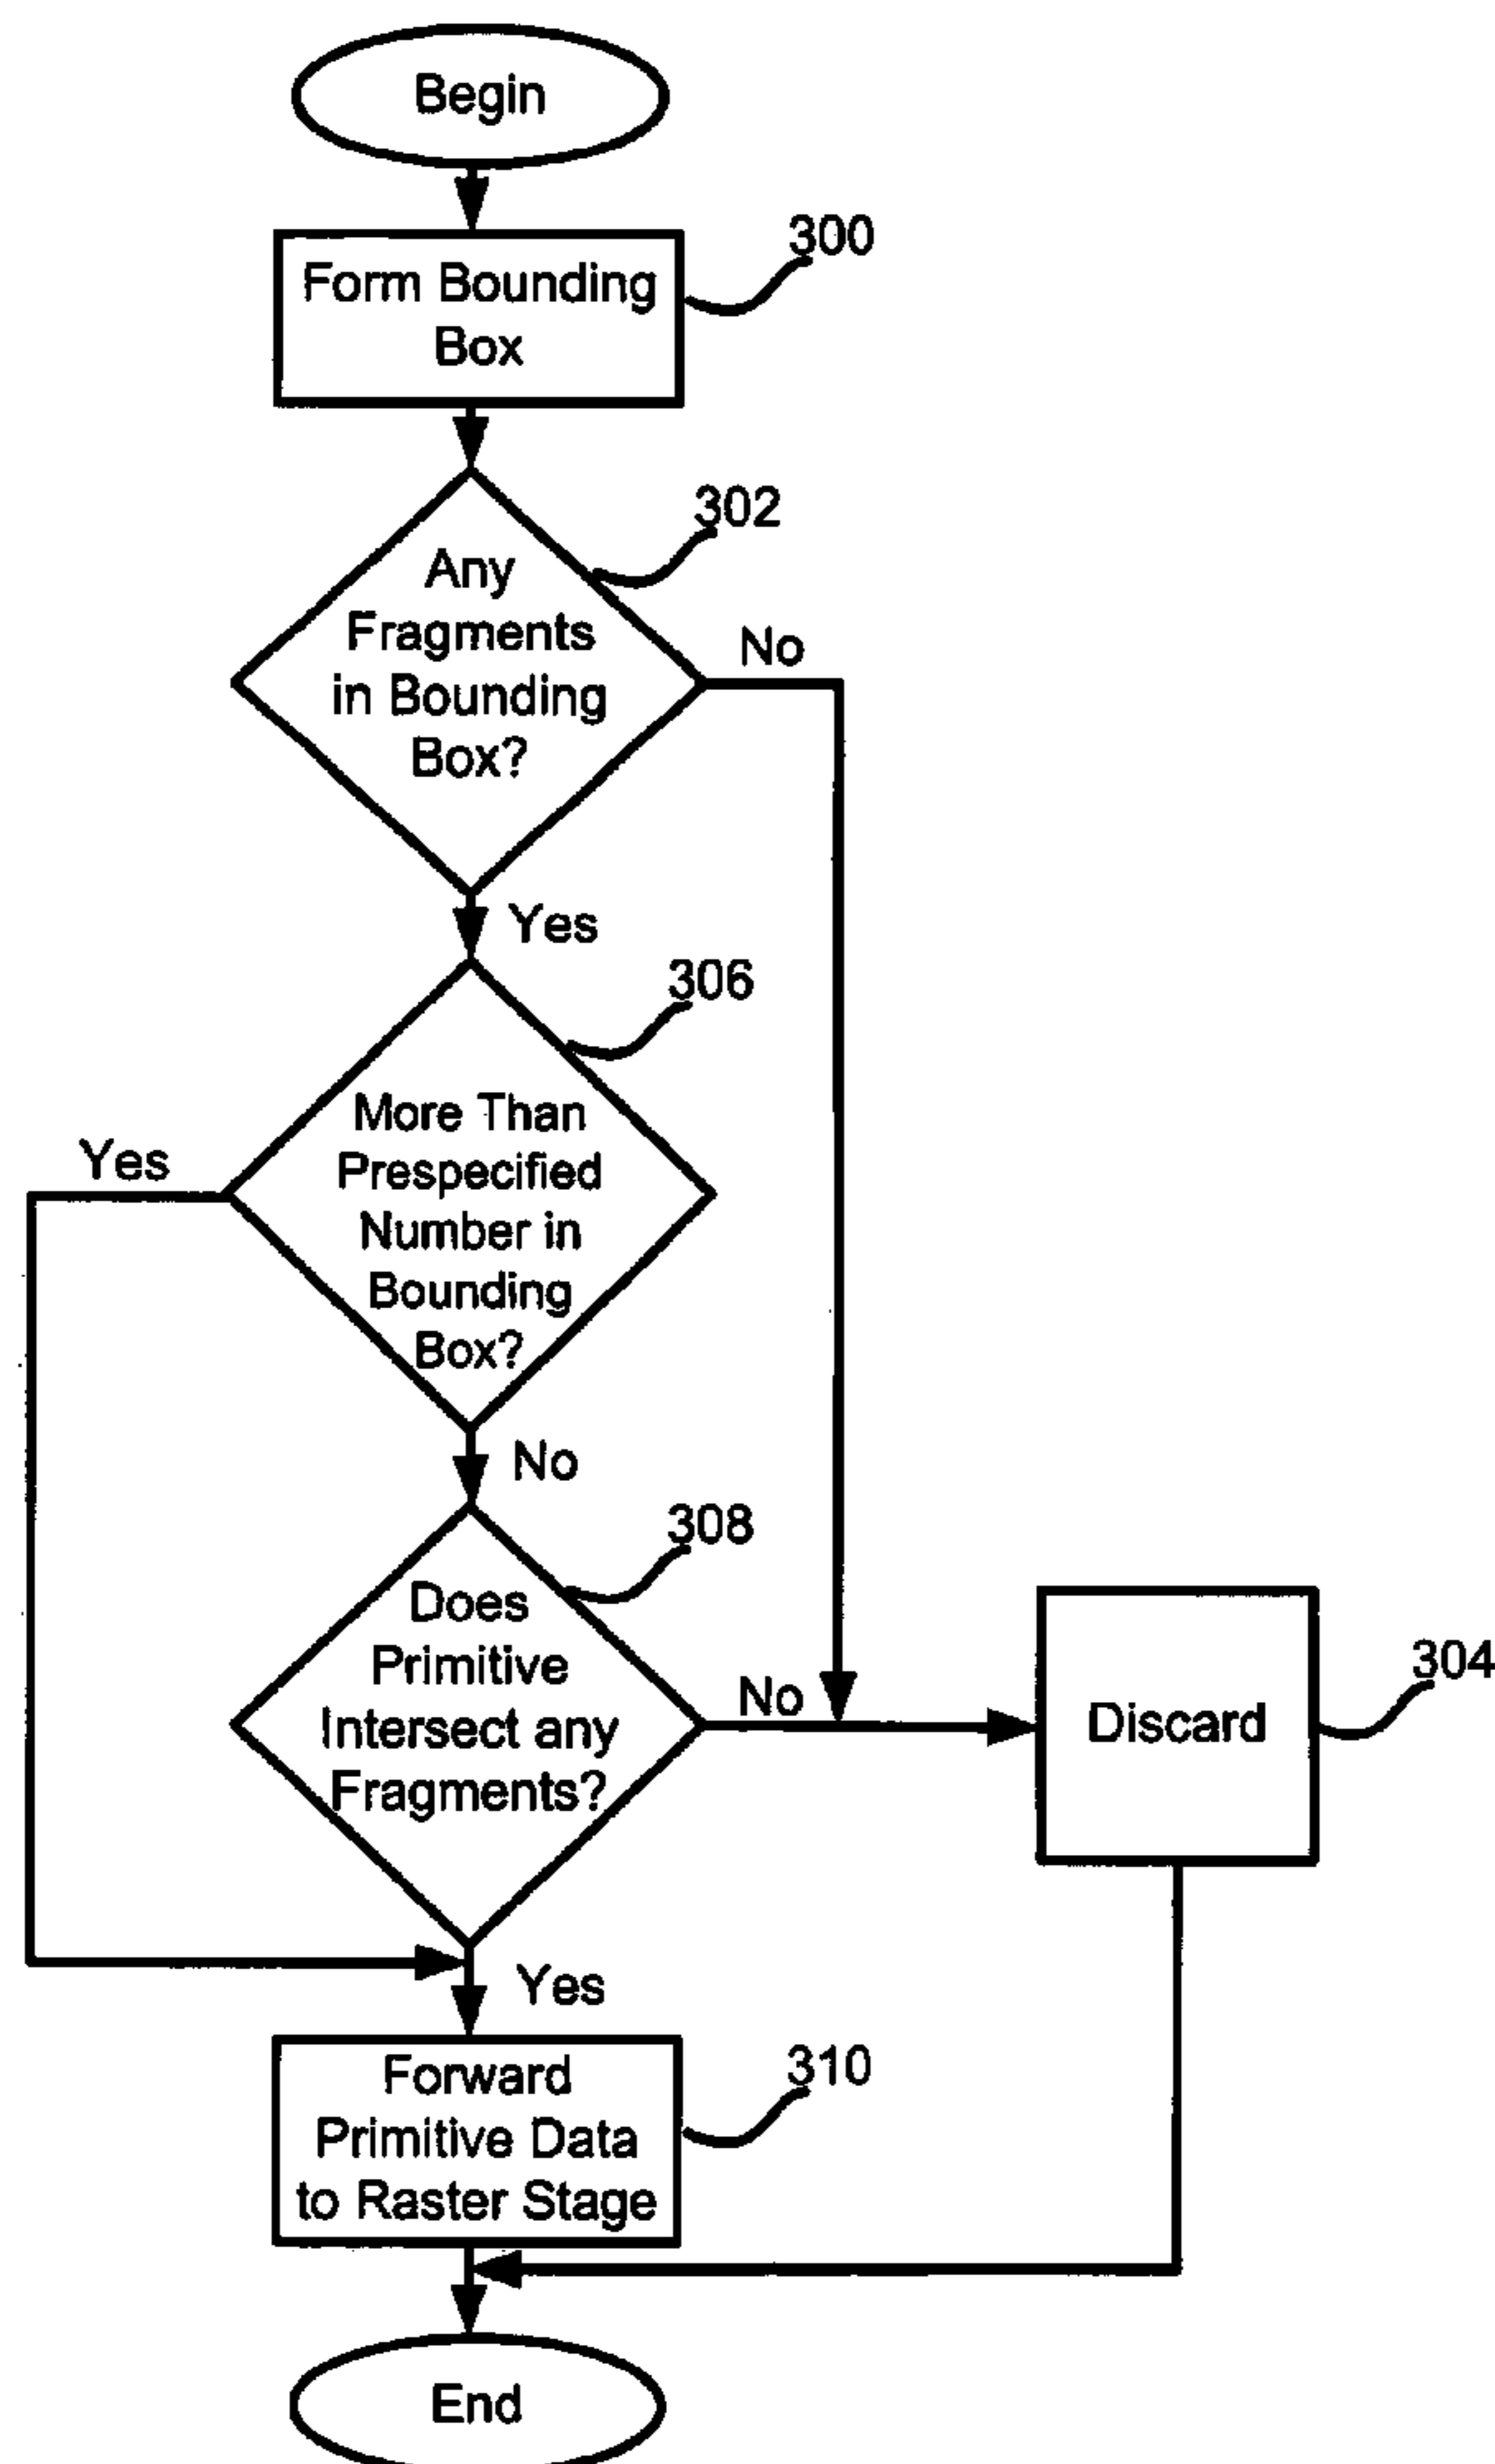 Begin
300
Form Bounding
Box
302
Any
Fragments
in Bounding
Box?
No
Yes
306
More Than
Prespecified
Number in
Bounding
Box?
Yes
No
308
Does
Primitive
Intersect any
Fragments?
No
Discard
304
Yes
310
Forward
Primitive Data
to Raster Stage
End